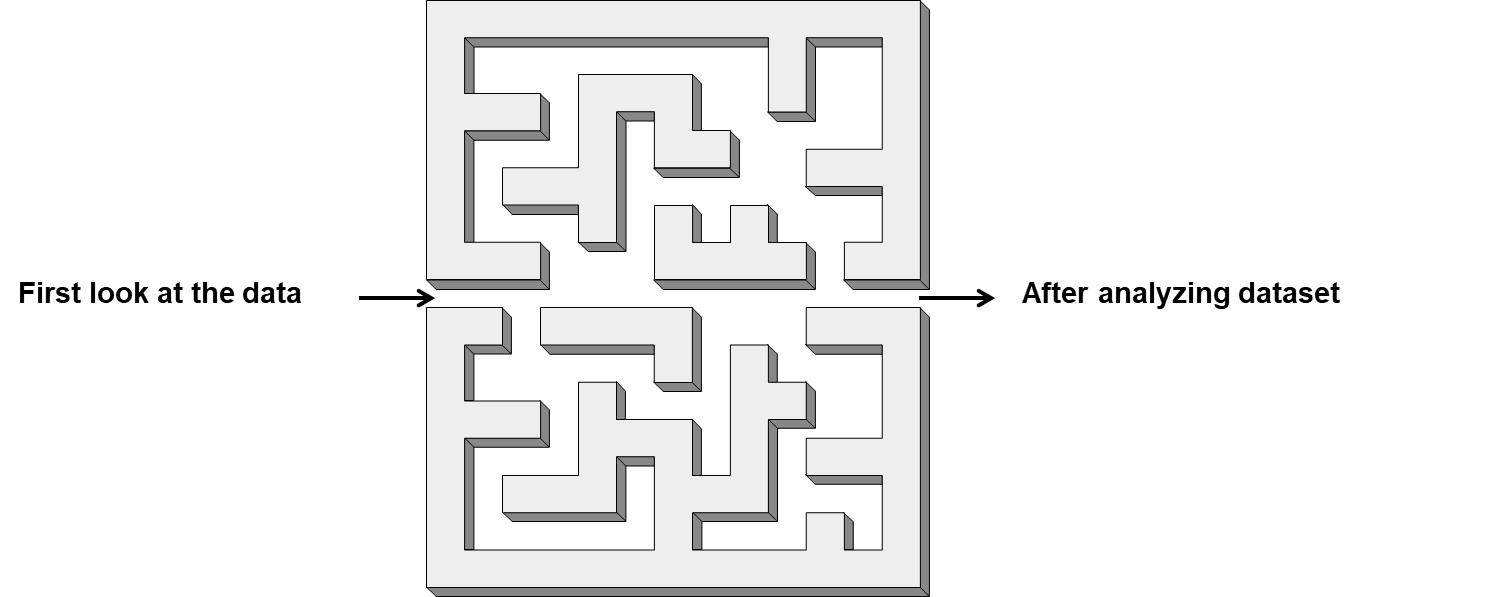 First look at the data
After analyzing dataset